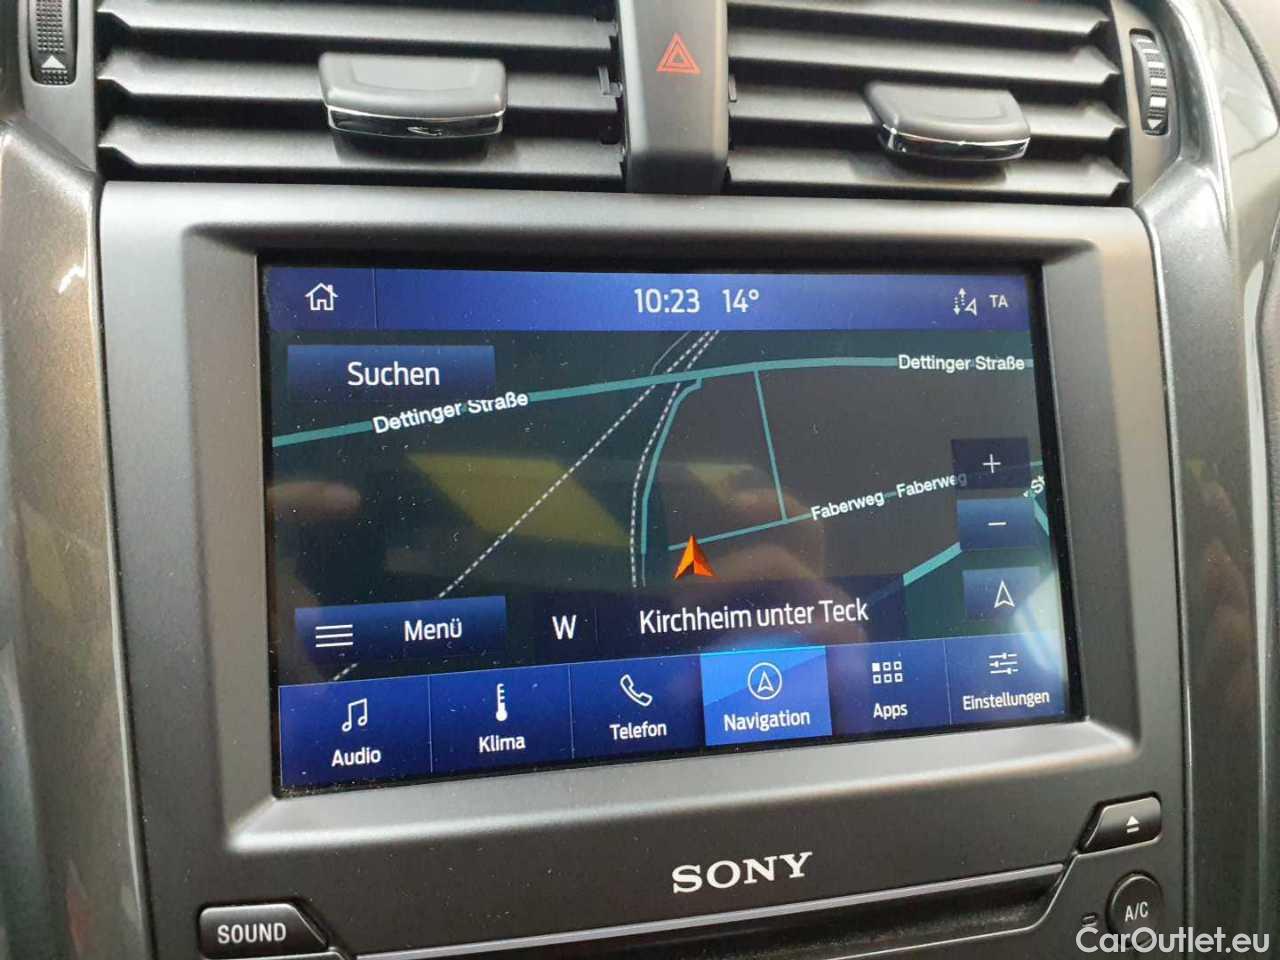 10:23 14° TA
Suchen
Dettinger Straße
Dettinger Straße
Faberweg
Faberweg
Menü
W
Kirchheim unter Teck
Audio
Klima
Telefon
Navigation
Apps
Einstellungen
SONY
SOUND
A/C
CarOutlet.eu